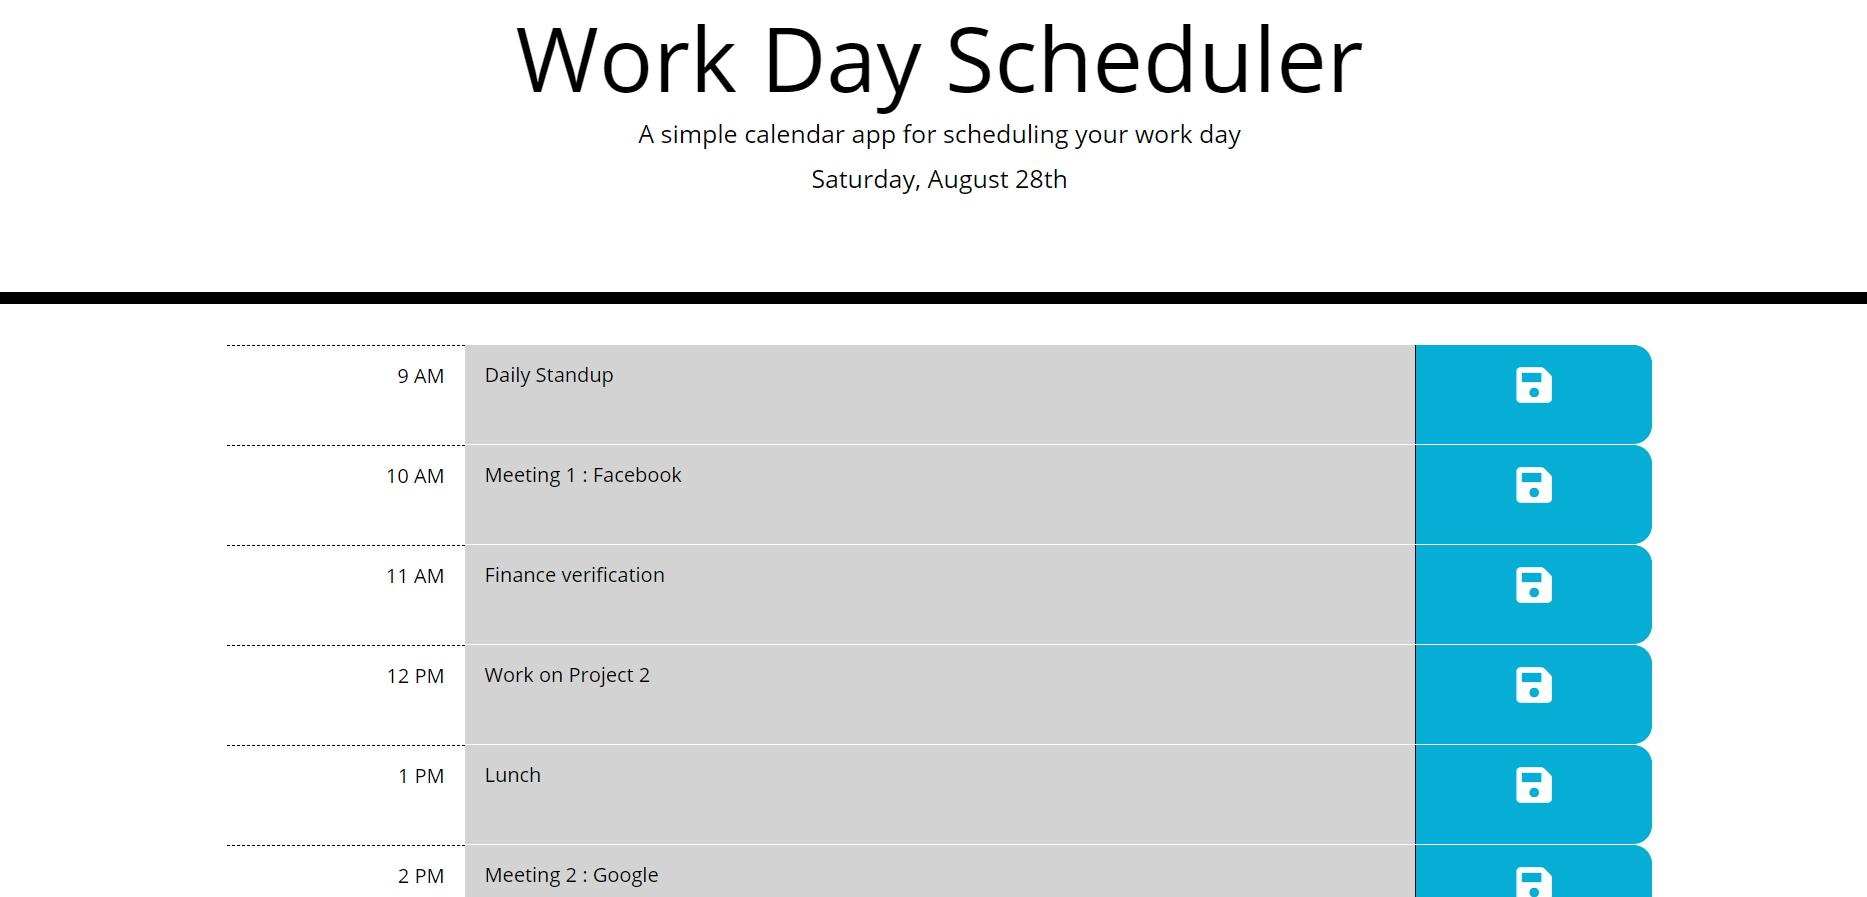 Work Day Scheduler
A simple calendar app for scheduling your work day
Saturday, August 28th
9 AM Daily Standup
10 AM Meeting 1 : Facebook
11 AM Finance verification
12 PM Work on Project 2
1 PM Lunch
2 PM Meeting 2 : Google